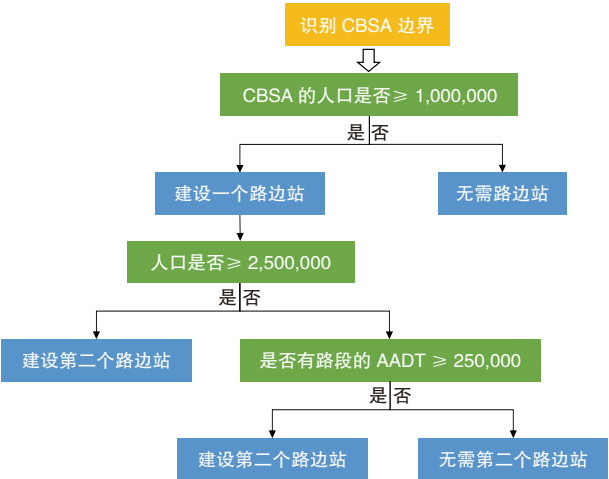 识别 CBSA 边界
CBSA 的人口是否≥ 1,000,000
是 否
建设一个路边站
无需路边站
人口是否≥ 2,500,000
是 否
建设第二个路边站
是否有路段的 AADT ≥ 250,000
是 否
建设第二个路边站
无需第二个路边站